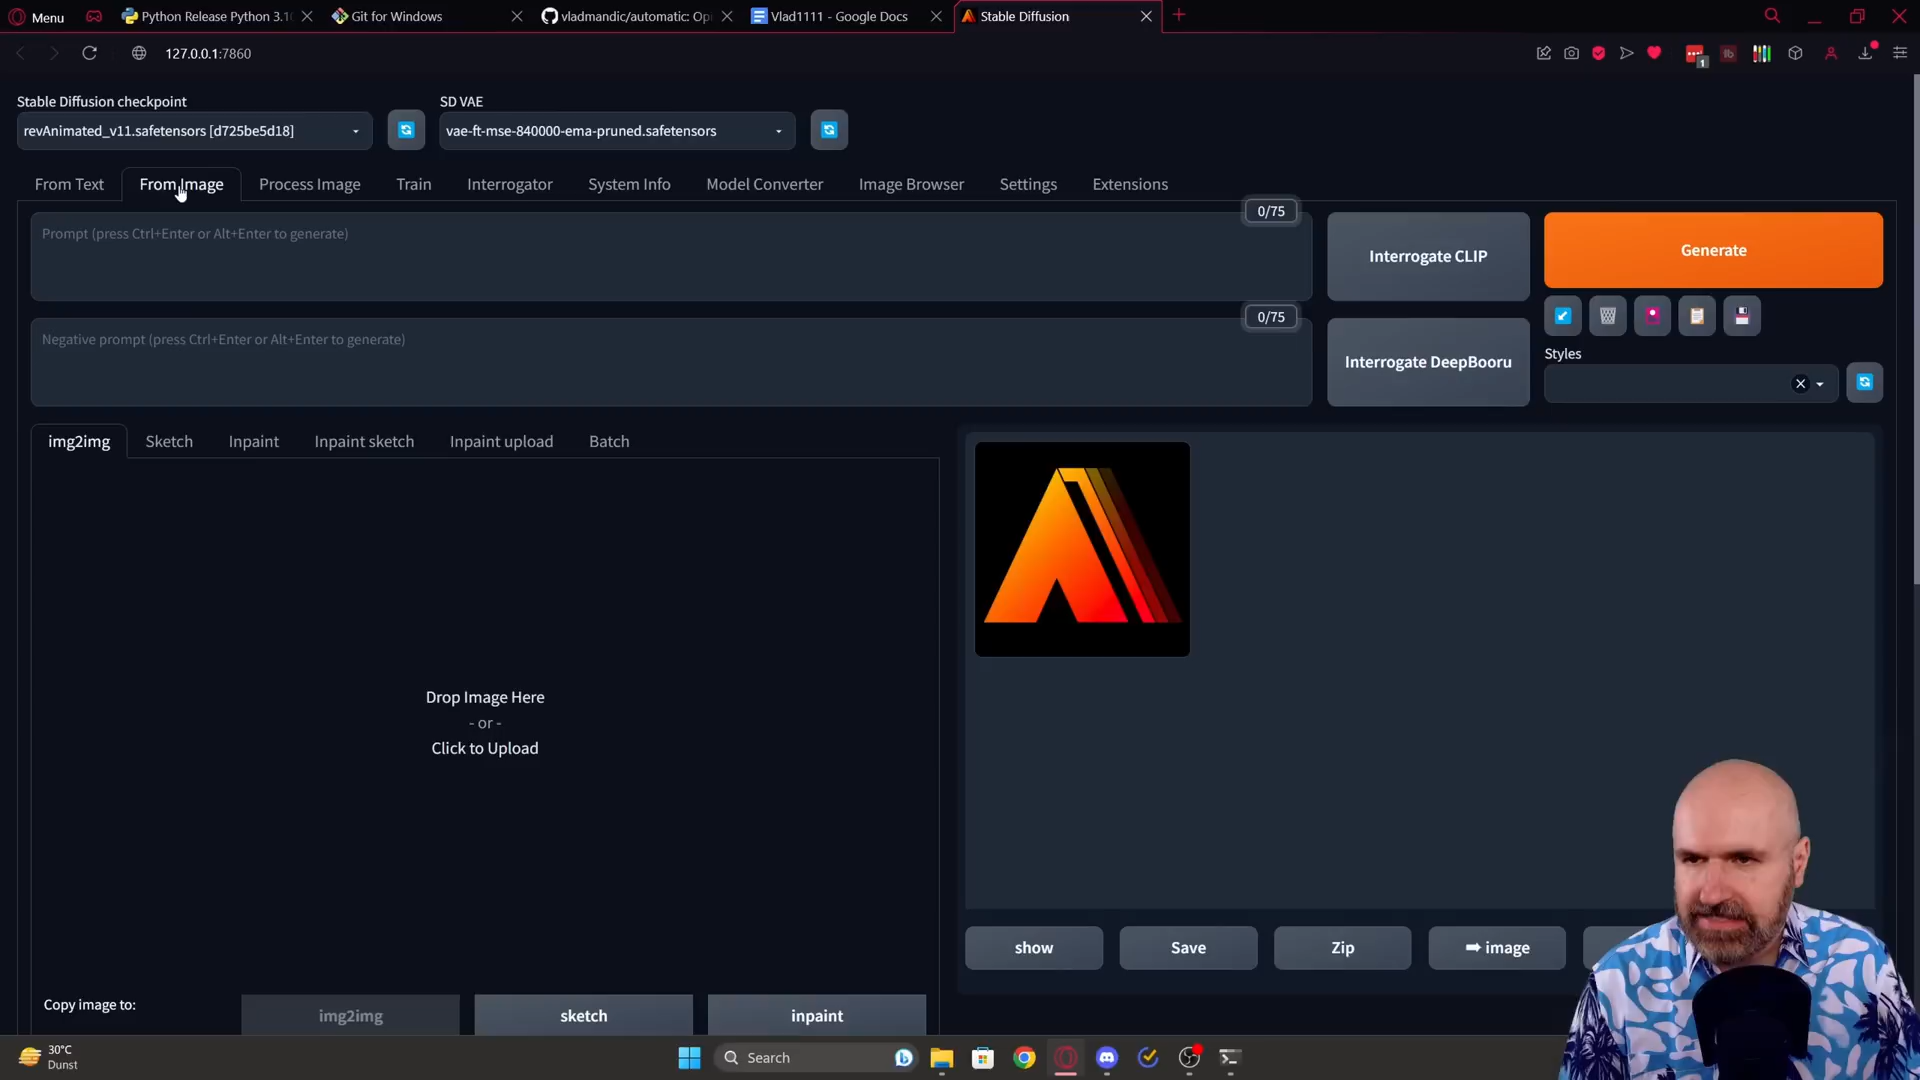 Menu
Python Release Python 3.1
Git for Windows
vladmandic/automatic: Op
Vlad1111 - Google Docs
Stable Diffusion
127.0.0.1:7860
1
Stable Diffusion checkpoint
SD VAE
revAnimated_v11.safetensors [d725be5d18]
vae-ft-mse-840000-ema-pruned.safetensors
From Text
From Image
Process Image
Train
Interrogator
System Info
Model Converter
Image Browser
Settings
Extensions
0/75
Prompt (press Ctrl+Enter or Alt+Enter to generate)
Interrogate CLIP
Generate
0/75
Negative prompt (press Ctrl+Enter or Alt+Enter to generate)
Interrogate DeepBooru
Styles
img2img
Sketch
Inpaint
Inpaint sketch
Inpaint upload
Batch
Drop Image Here
- or -
Click to Upload
show
Save
Zip
➡ image
Copy image to:
img2img
sketch
inpaint
30°C
Dunst
Search